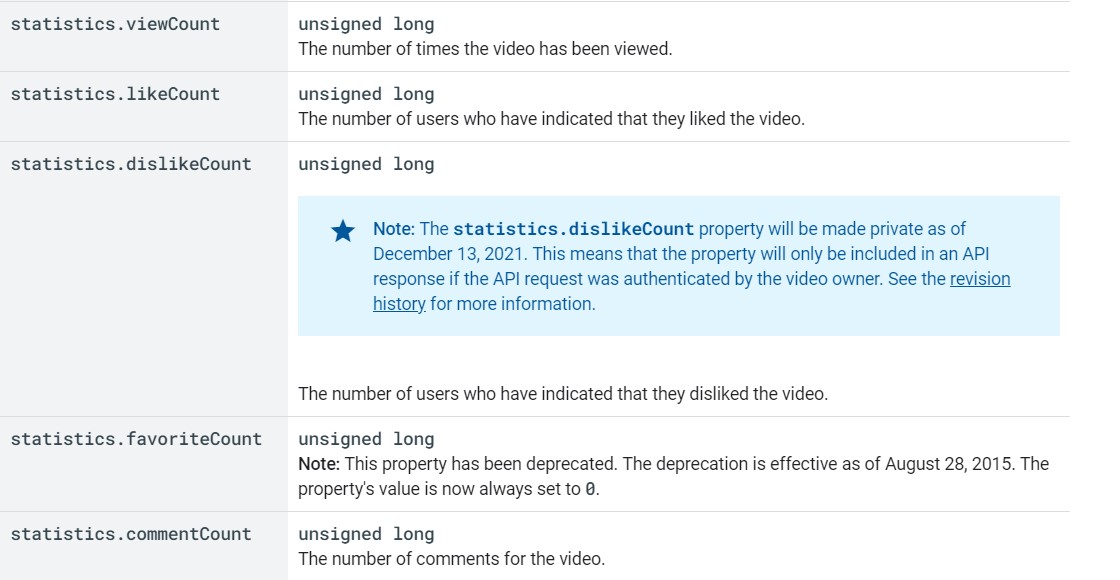 statistics.viewCount
unsigned long
The number of times the video has been viewed.
statistics.likeCount
unsigned long
The number of users who have indicated that they liked the video.
statistics.dislikeCount
unsigned long
Note: The statistics.dislikeCount property will be made private as of
December 13, 2021. This means that the property will only be included in an API
response if the API request was authenticated by the video owner. See the revision
history for more information.
The number of users who have indicated that they disliked the video.
statistics.favoriteCount
unsigned long
Note: This property has been deprecated. The deprecation is effective as of August 28, 2015. The
property's value is now always set to 0.
statistics.commentCount
unsigned long
The number of comments for the video.